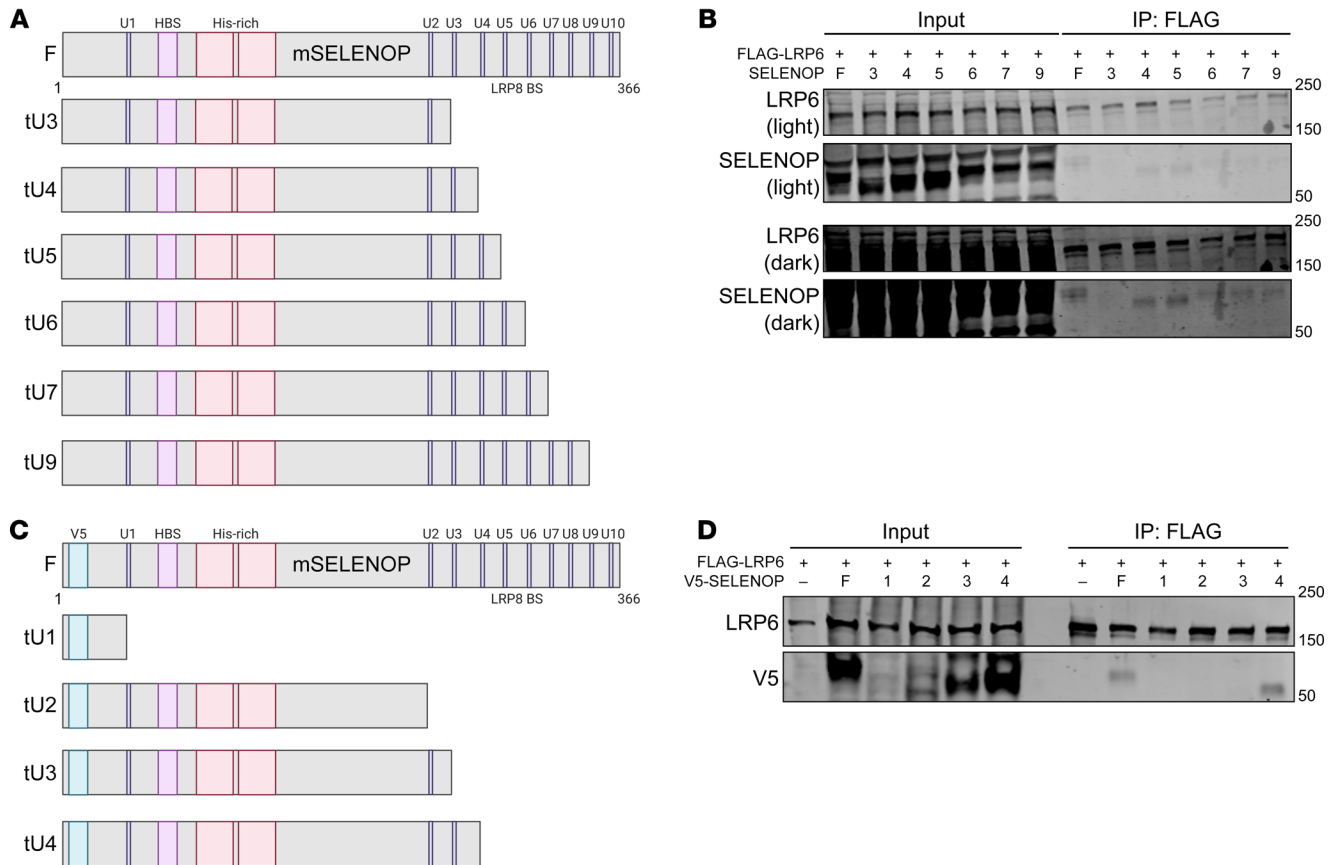 A
U1 HBS His-rich U2 U3 U4 U5 U6 U7 U8 U9 U10
F mSELENOP
1 LRP8 BS 366
tU3
tU4
tU5
tU6
tU7
tU9
B
Input IP: FLAG
FLAG-LRP6 + + + + + + + + + + + + + +
SELENOP F 3 4 5 6 7 9 F 3 4 5 6 7 9
LRP6 (light) 250 150
SELENOP (light) 50
LRP6 (dark) 250 150
SELENOP (dark) 50
C
V5 U1 HBS His-rich U2 U3 U4 U5 U6 U7 U8 U9 U10
F mSELENOP
1 LRP8 BS 366
tU1
tU2
tU3
tU4
D
Input IP: FLAG
FLAG-LRP6 + + + + + + + + + + + +
V5-SELENOP – F 1 2 3 4 – F 1 2 3 4
LRP6 250 150
V5 50